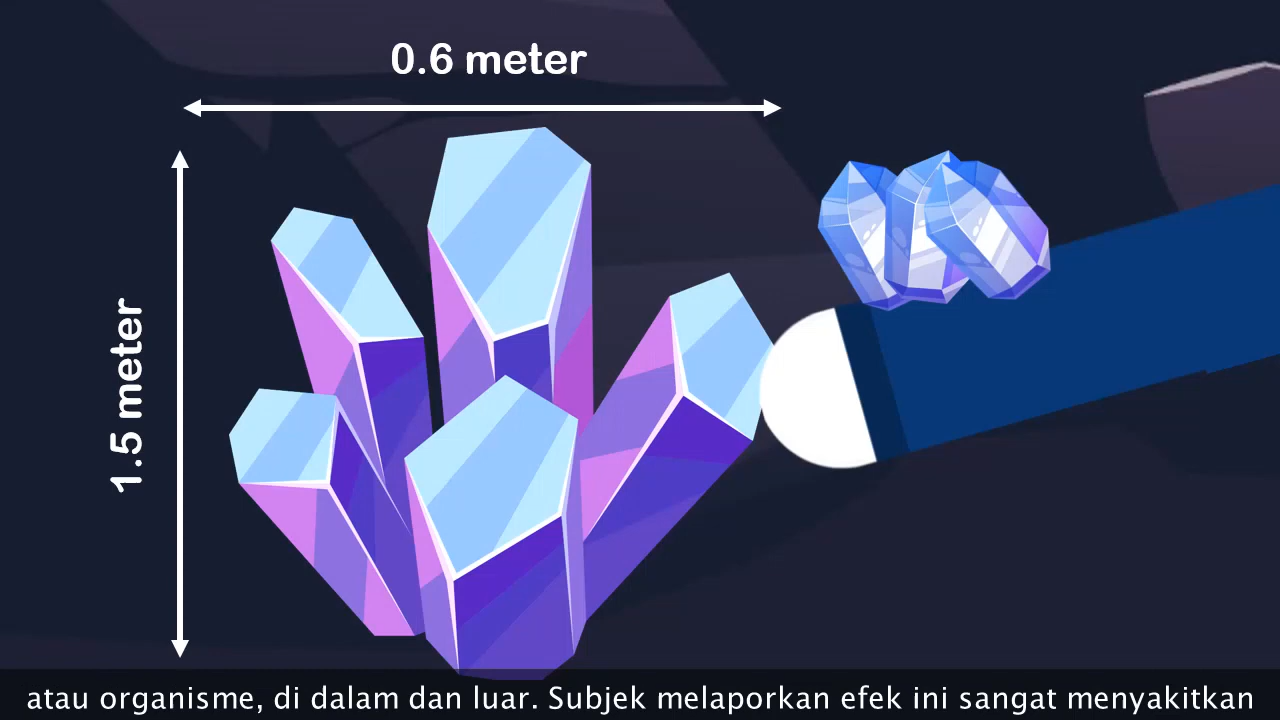 0.6 meter
1.5 meter
atau organisme, di dalam dan luar. Subjek melaporkan efek ini sangat menyakitkan